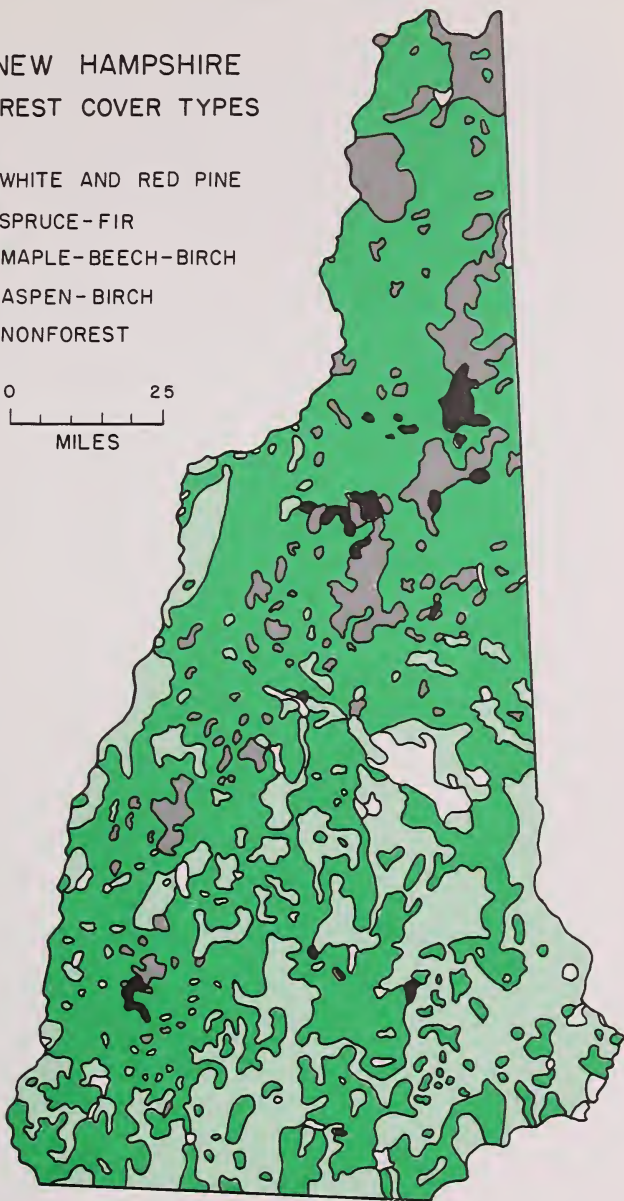 NEW HAMPSHIRE
REST COVER TYPES
WHITE AND RED PINE
SPRUCE-FIR
MAPLE-BEECH-BIRCH
ASPEN-BIRCH
NONFOREST
0 25
MILES